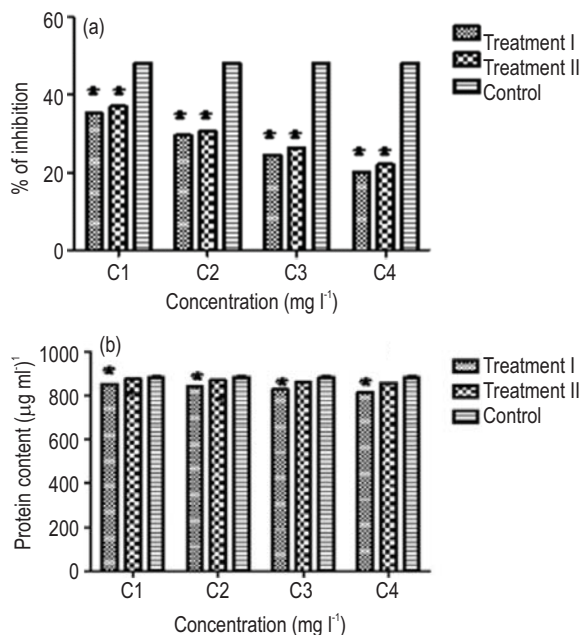 (a)
60
40
20
0
% of inhibition
* *
* *
* *
* *
C1 C2 C3 C4
Concentration (mg l⁻¹)
Treatment I
Treatment II
Control
(b)
1000
800
600
400
200
0
Protein content (µg ml)¹
*
*
*
*
C1 C2 C3 C4
Concentration (mg l⁻¹)
Treatment I
Treatment II
Control